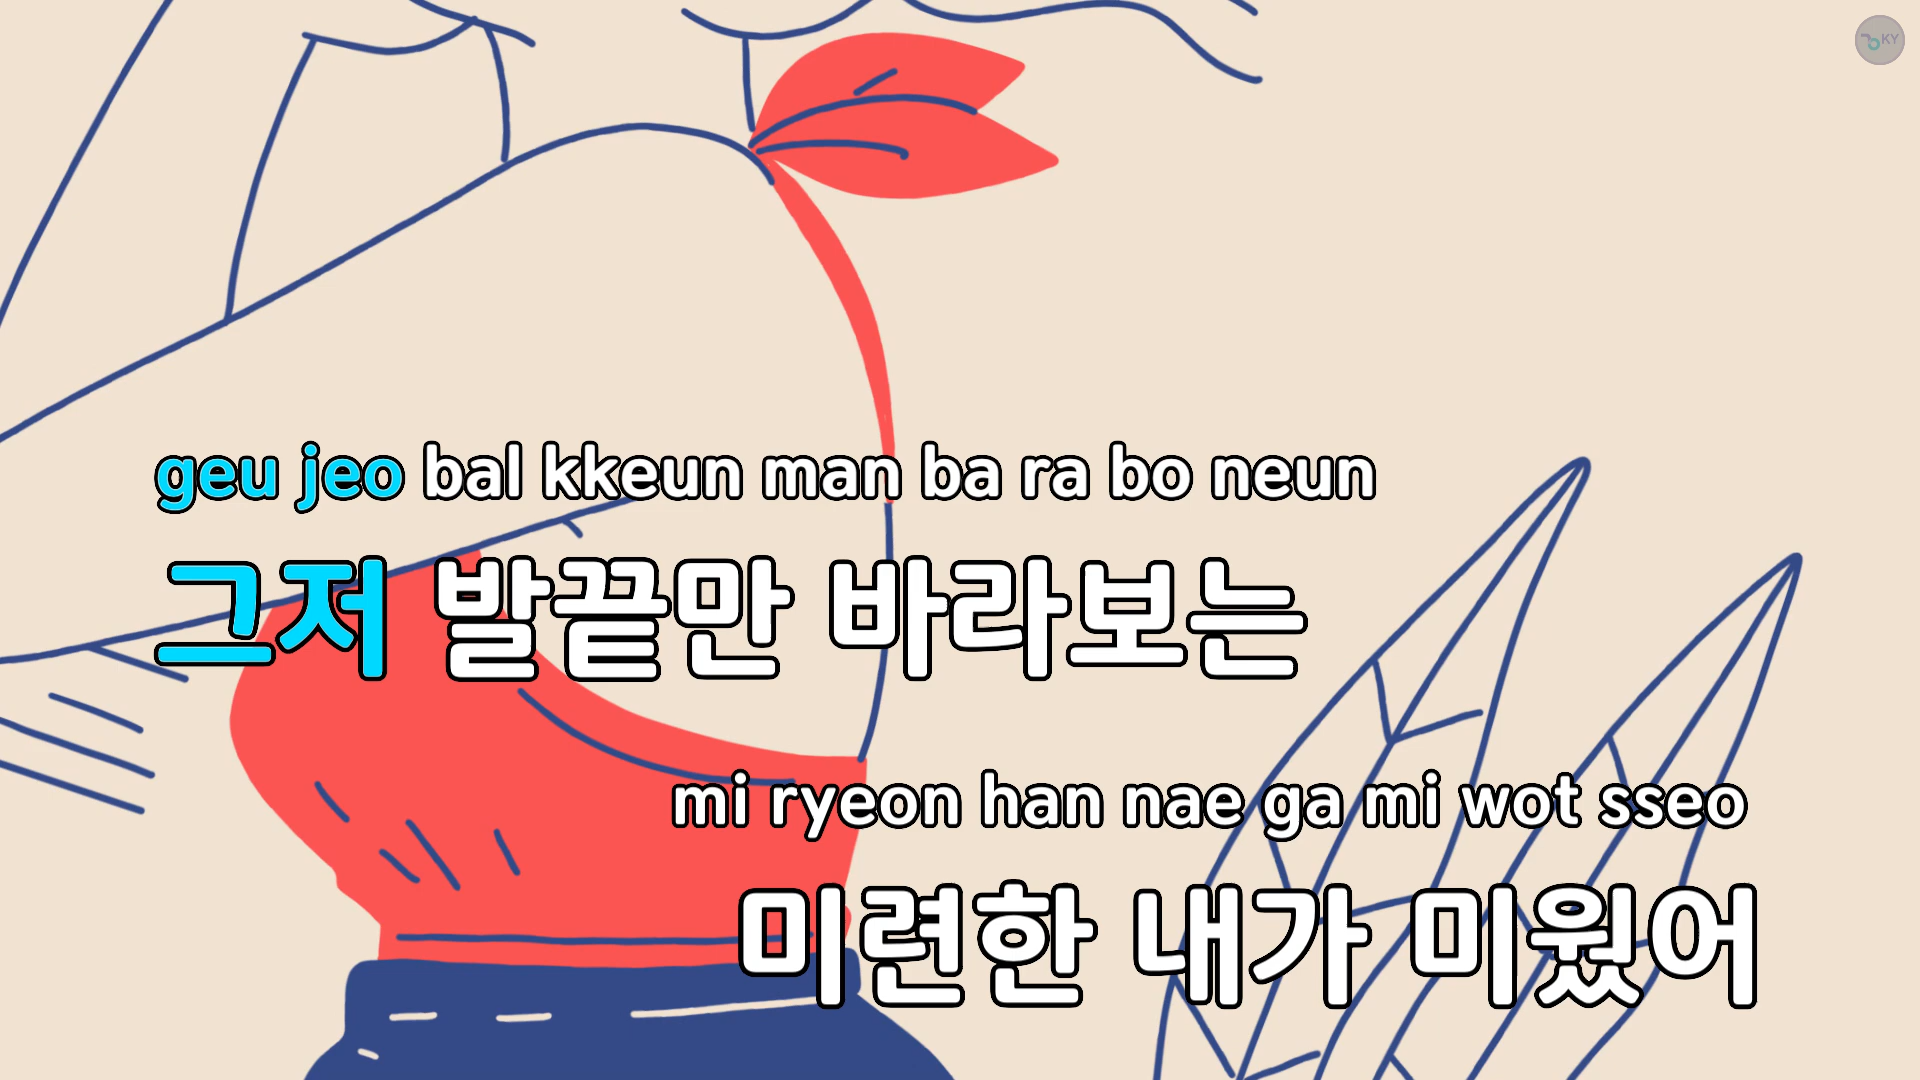 KY
geu jeo bal kkeun man ba ra bo neun
그저 발끝만 바라보는
mi ryeon han nae ga mi wot sseo
미련한 내가 미웠어